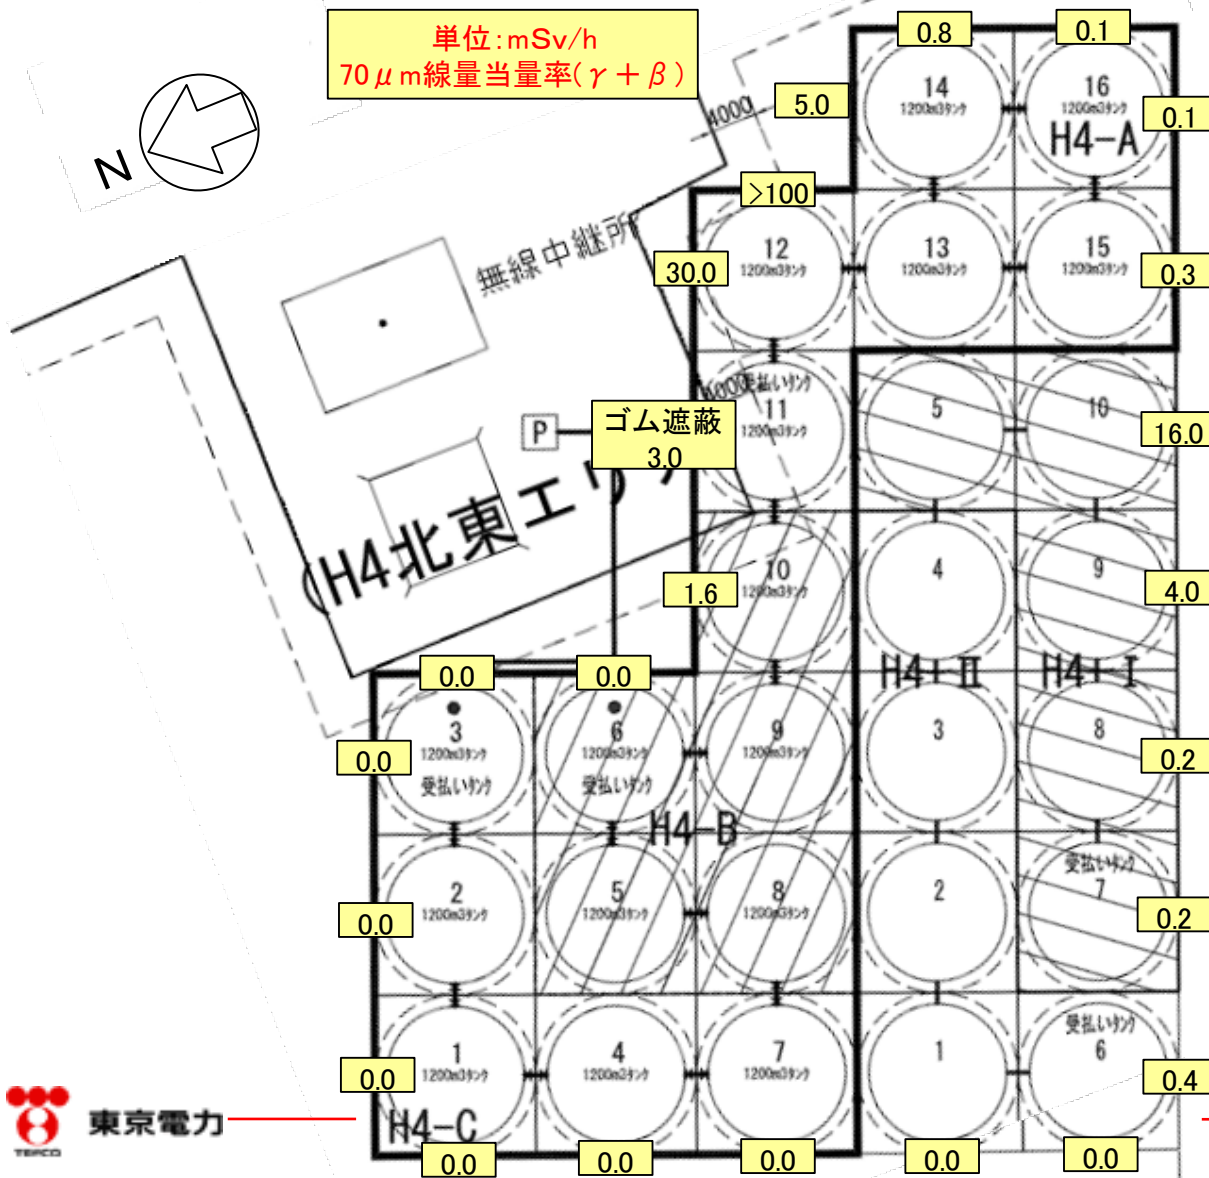 単位：mSv/h
70μm線量当量率(γ＋β)
N
4000
5.0
0.8
0.1
14
1200m3タンク
16
1200m3タンク
H4-A
0.1
>100
無線中継所
30.0
12
1200m3タンク
13
1200m3タンク
15
1200m3タンク
0.3
P
ゴム遮蔽
3.0
4000
受払いタンク
11
1200m3タンク
5
10
16.0
(H4北東エリア
1.6
10
1200m3タンク
4
9
4.0
H4-Ⅱ
H4-Ⅰ
0.0
0.0
0.0
3
1200m3タンク
受払いタンク
6
1200m3タンク
受払いタンク
9
1200m3タンク
3
8
0.2
H4-B
0.0
2
1200m3タンク
5
1200m3タンク
8
1200m3タンク
2
受払いタンク
7
0.2
0.0
1
1200m3タンク
4
1200m3タンク
7
1200m3タンク
1
受払いタンク
6
0.4
H4-C
0.0
0.0
0.0
0.0
0.0
東京電力
TEPCO